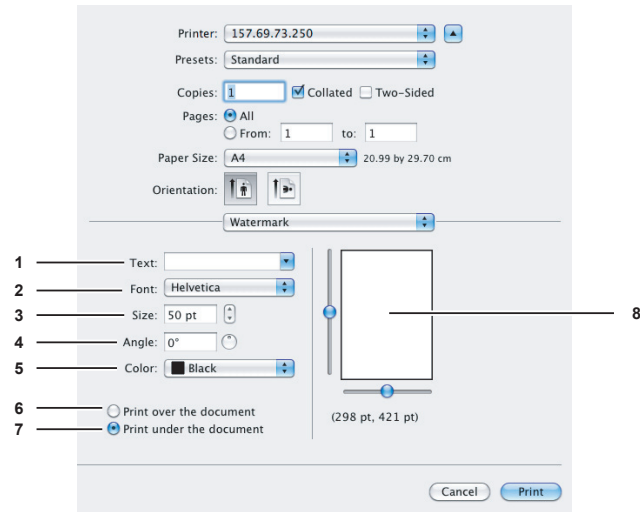 Printer: 157.69.73.250
Presets: Standard
Copies: 1 Collated Two-Sided
Pages: All
From: 1 to: 1
Paper Size: A4 20.99 by 29.70 cm
Orientation:
Watermark
1 Text:
2 Font: Helvetica
3 Size: 50 pt
8
4 Angle: 0°
5 Color: Black
6 Print over the document
7 Print under the document
(298 pt, 421 pt)
Cancel Print